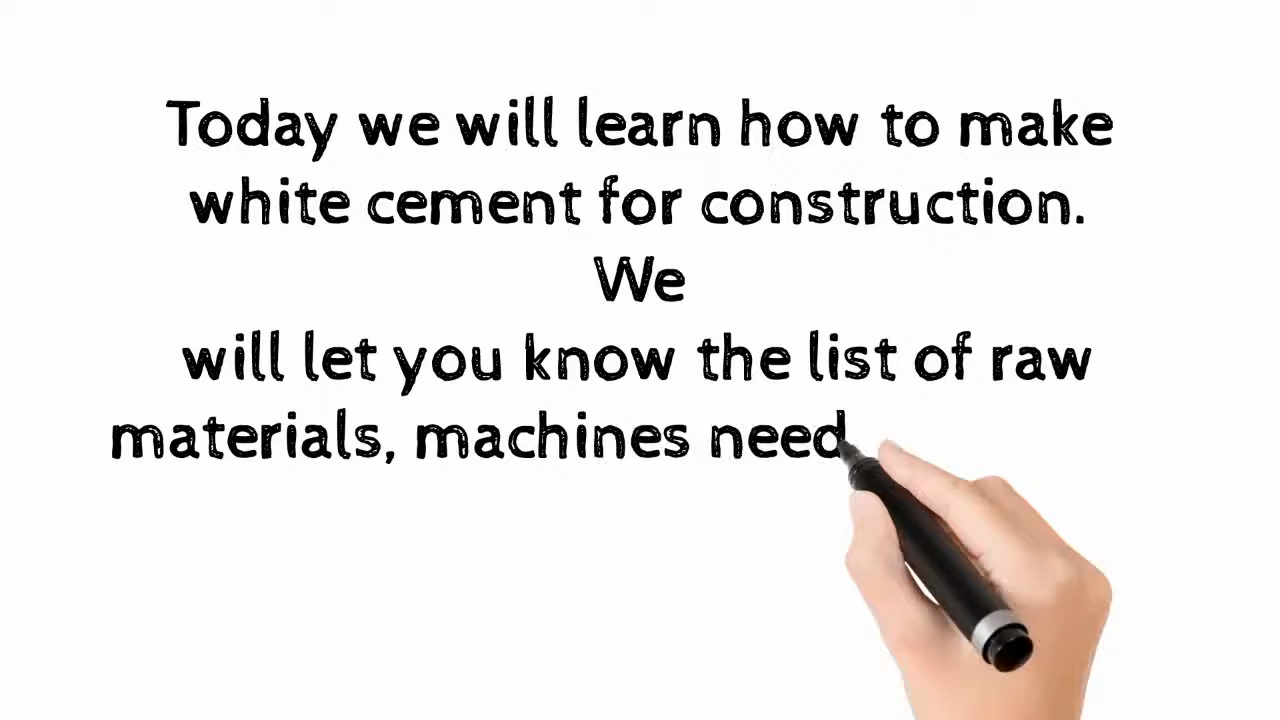 Today we will learn how to make
white cement for construction.
We
will let you know the list of raw
materials, machines need